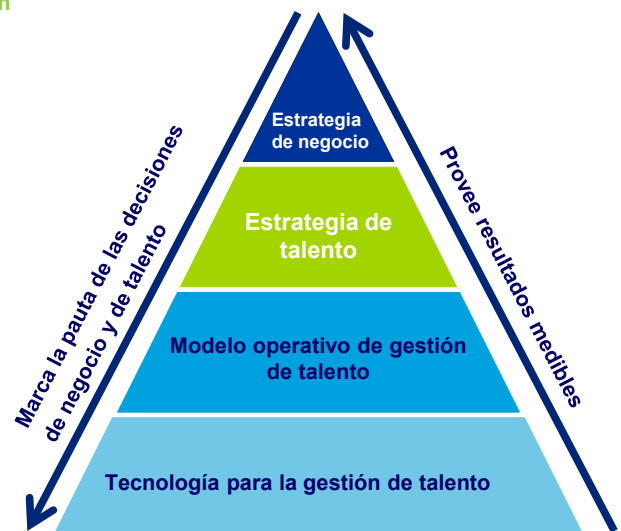 n
Estrategia
de negocio
Estrategia de
talento
Modelo operativo de gestión
de talento
Tecnología para la gestión de talento
Marca la pauta de las decisiones
de negocio y de talento
Provee resultados medibles